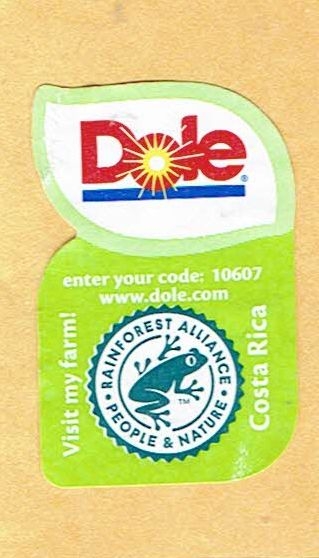 Dole®
enter your code: 10607
www.dole.com
Visit my farm!
• RAINFOREST ALLIANCE •
PEOPLE & NATURE
TM
Costa Rica